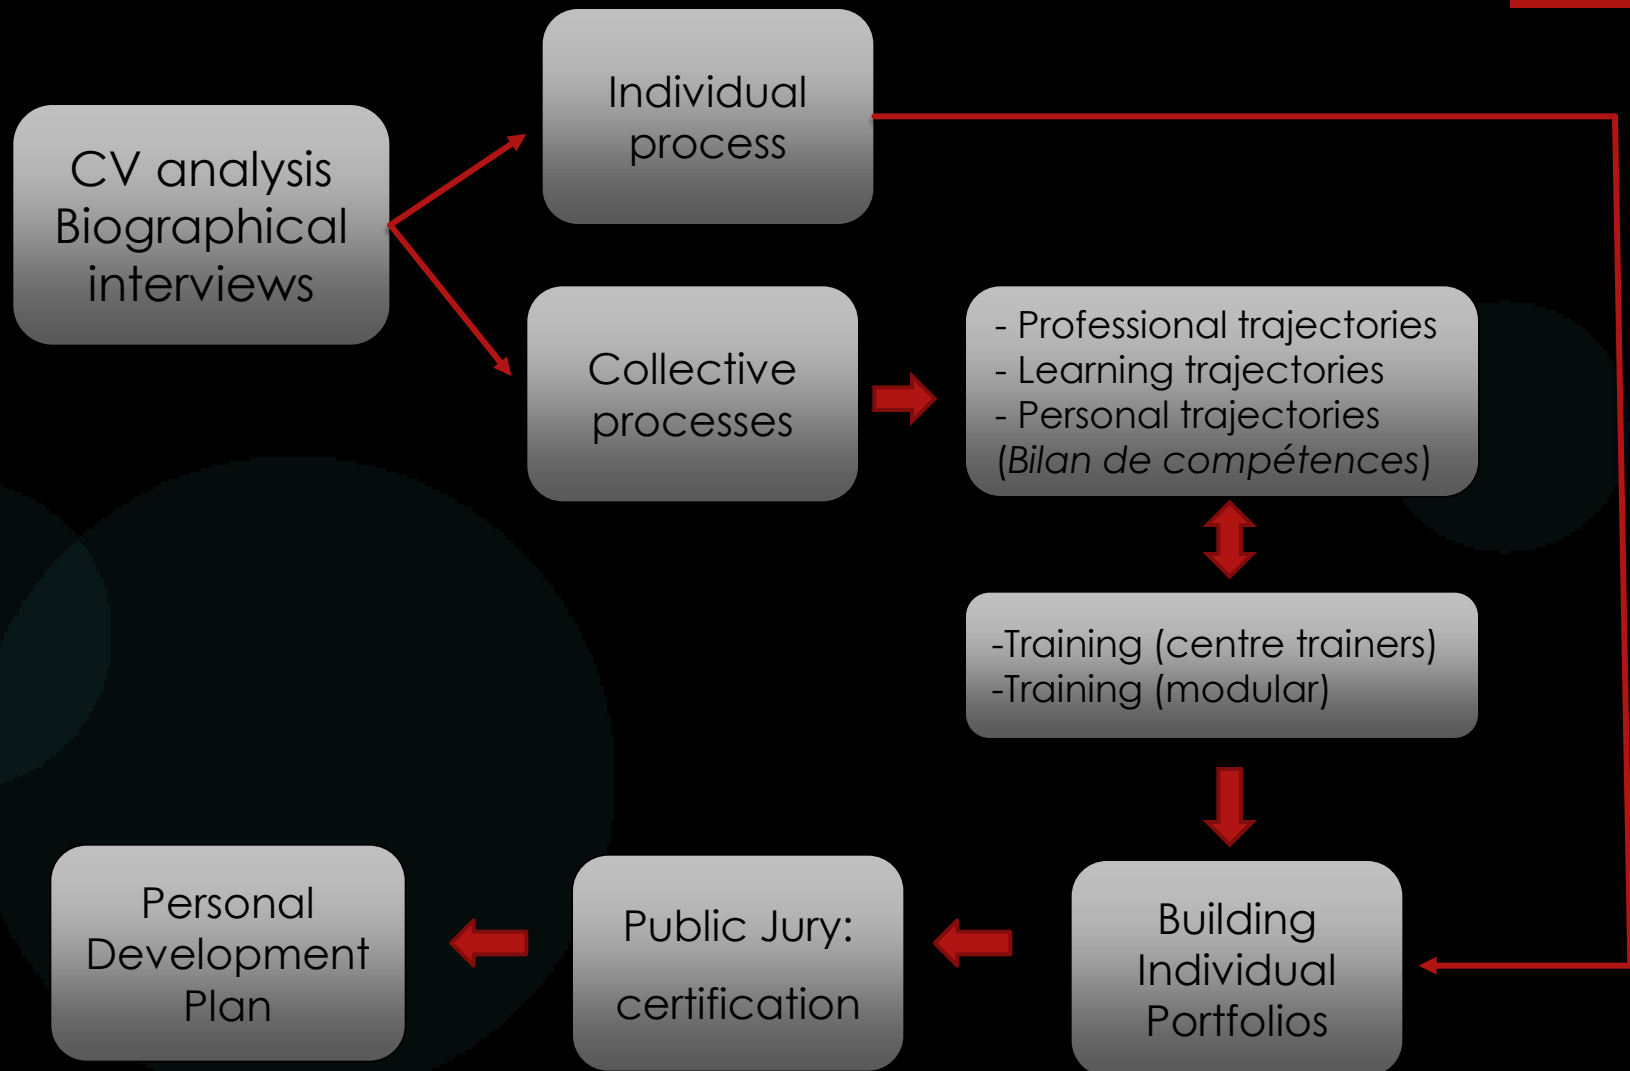 CV analysis
Biographical
interviews
Individual
process
Collective
processes
- Professional trajectories
- Learning trajectories
- Personal trajectories
(Bilan de compétences)
-Training (centre trainers)
-Training (modular)
Building
Individual
Portfolios
Public Jury:
certification
Personal
Development
Plan